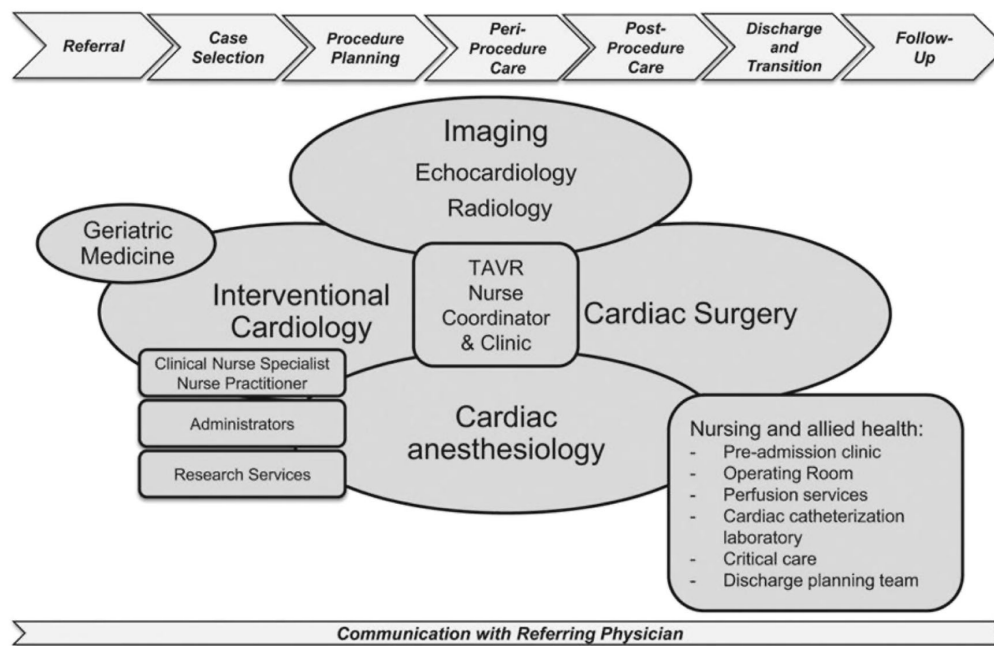 Referral
Case
Selection
Procedure
Planning
Peri-
Procedure
Care
Post-
Procedure
Care
Discharge
and
Transition
Follow-
Up
Imaging
Echocardiology
Radiology
Geriatric
Medicine
Interventional
Cardiology
TAVR
Nurse
Coordinator
& Clinic
Cardiac Surgery
Clinical Nurse Specialist
Nurse Practitioner
Administrators
Research Services
Cardiac
anesthesiology
Nursing and allied health:
- Pre-admission clinic
- Operating Room
- Perfusion services
- Cardiac catheterization
laboratory
- Critical care
- Discharge planning team
Communication with Referring Physician